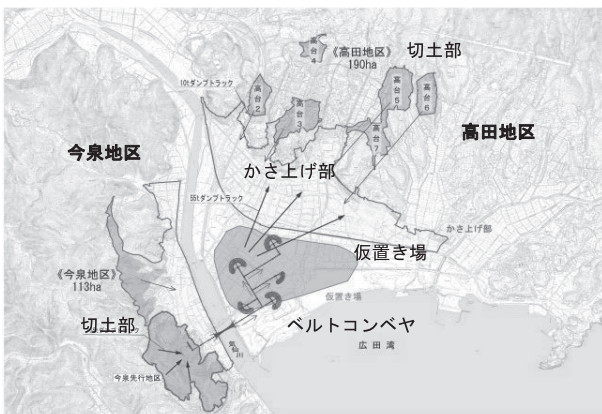 高台4
《高田地区》
190ha
切土部
10tダンプトラック
高台2
高台3
高台5
高台6
高台7
高田地区
今泉地区
かさ上げ部
55tダンプトラック
かさ上げ部
仮置き場
《今泉地区》
113ha
仮置き場
切土部
ベルトコンベヤ
気仙川
広田湾
今泉先行地区